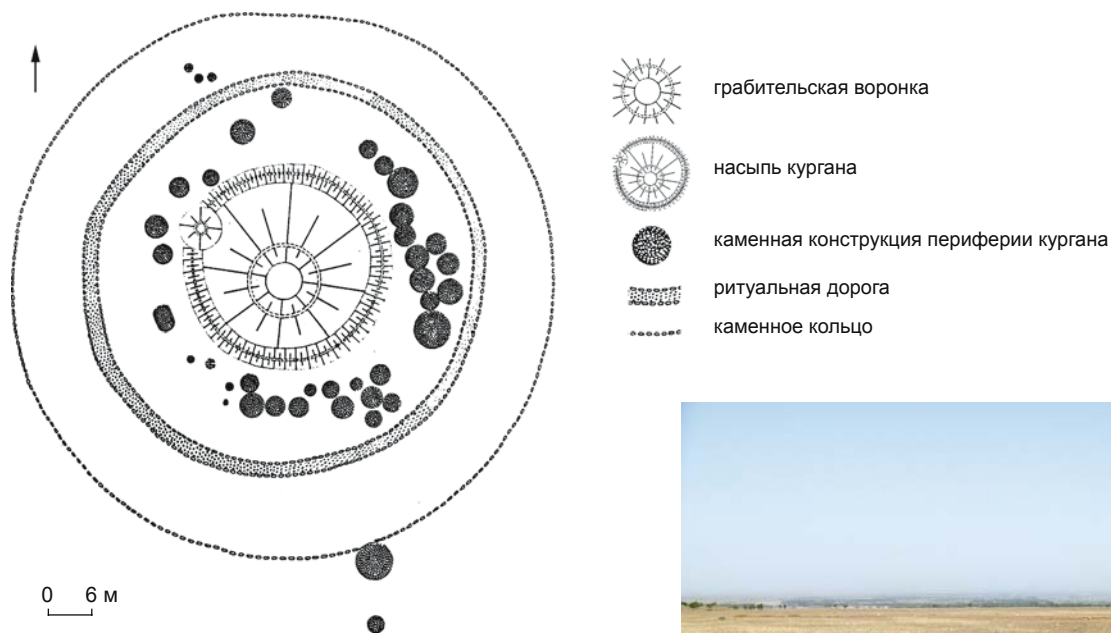 грабительская воронка
насыпь кургана
каменная конструкция периферии кургана
ритуальная дорога
каменное кольцо
0 6 м